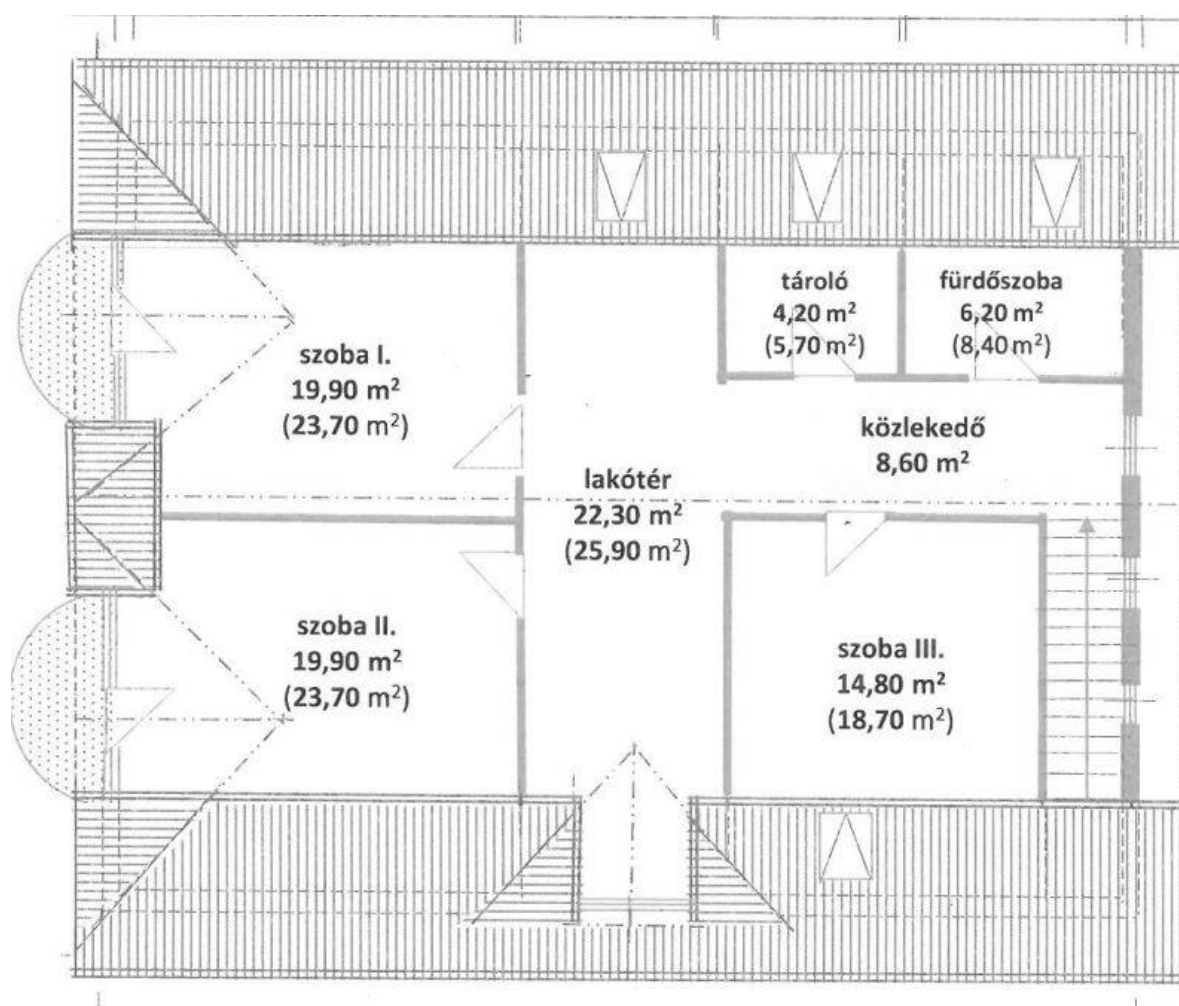 tároló
4,20 m²
(5,70 m²)
fürdőszoba
6,20 m²
(8,40 m²)
szoba I.
19,90 m²
(23,70 m²)
közlekedő
8,60 m²
lakótér
22,30 m²
(25,90 m²)
szoba II.
19,90 m²
(23,70 m²)
szoba III.
14,80 m²
(18,70 m²)